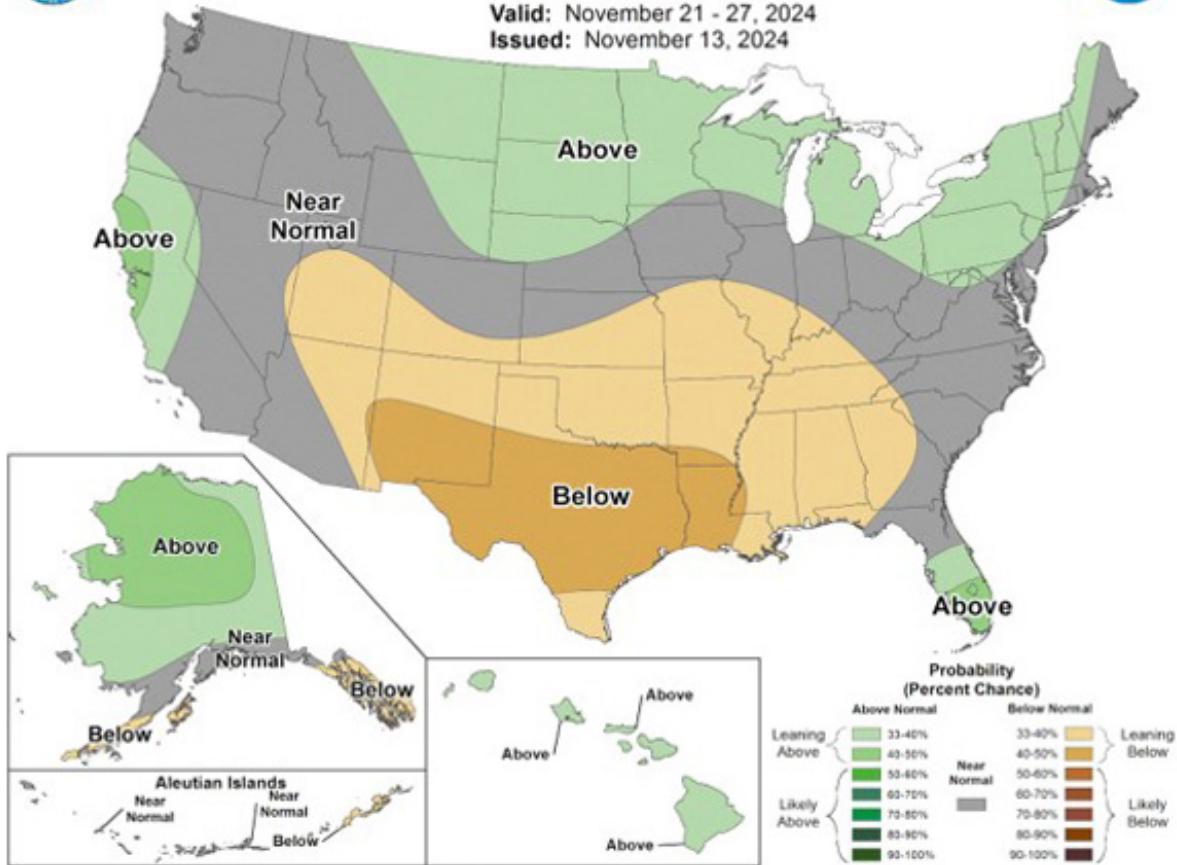 Valid: November 21 - 27, 2024
Issued: November 13, 2024
Above
Near
Normal
Above
Below
Above
Above
Near
Normal
Below
Below
Aleutian Islands
Near
Normal
Near
Normal
Below
Above
Above
Above
Probability
(Percent Chance)
Above Normal
Below Normal
Leaning
Above
33-40%
40-50%
Likely
Above
50-60%
60-70%
70-80%
80-90%
90-100%
Near
Normal
33-40%
40-50%
Leaning
Below
50-60%
60-70%
70-80%
80-90%
90-100%
Likely
Below